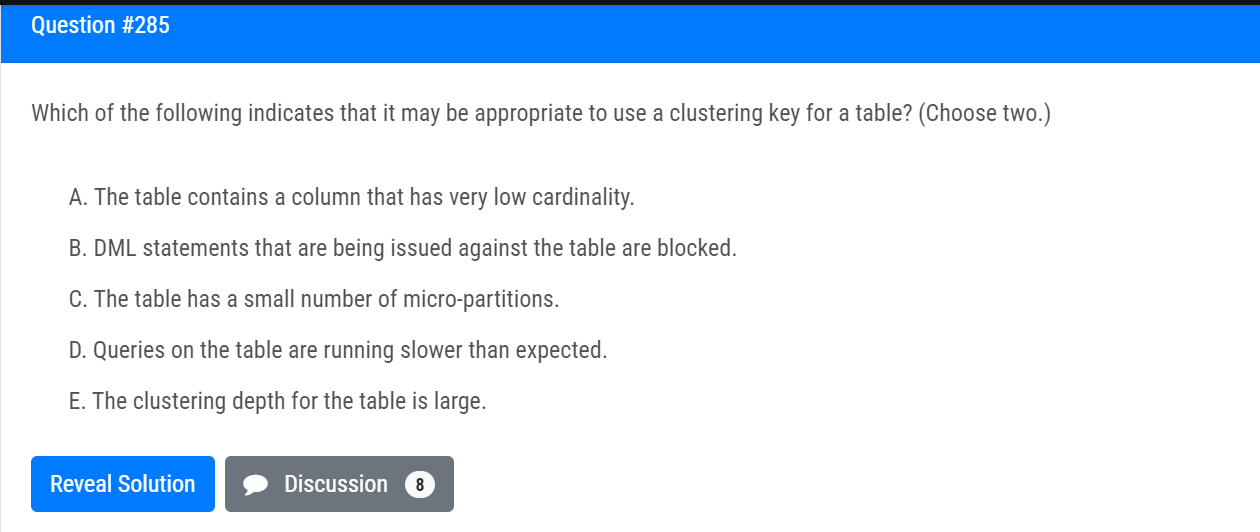 Question #285
Which of the following indicates that it may be appropriate to use a clustering key for a table? (Choose two.)
A. The table contains a column that has very low cardinality.
B. DML statements that are being issued against the table are blocked.
C. The table has a small number of micro-partitions.
D. Queries on the table are running slower than expected.
E. The clustering depth for the table is large.
Reveal Solution Discussion 8